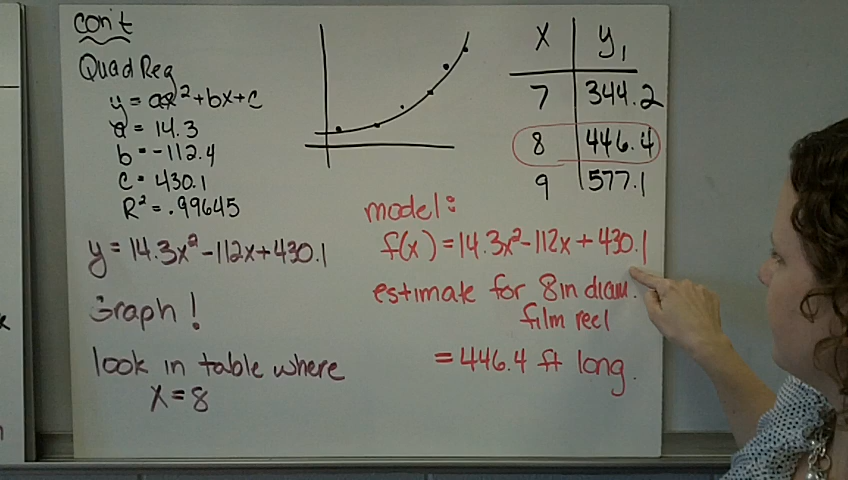 con't
QuadReg
y = ax²+bx+c
a = 14.3
b = -112.4
c = 430.1
R² = .99645
y = 14.3x² - 112x + 430.1
Graph!
look in table where
x = 8
x | y₁
7 | 344.2
8 | 446.4
9 | 577.1
model:
f(x) = 14.3x² - 112x + 430.1
estimate for 8in diam.
film reel
= 446.4 ft long.